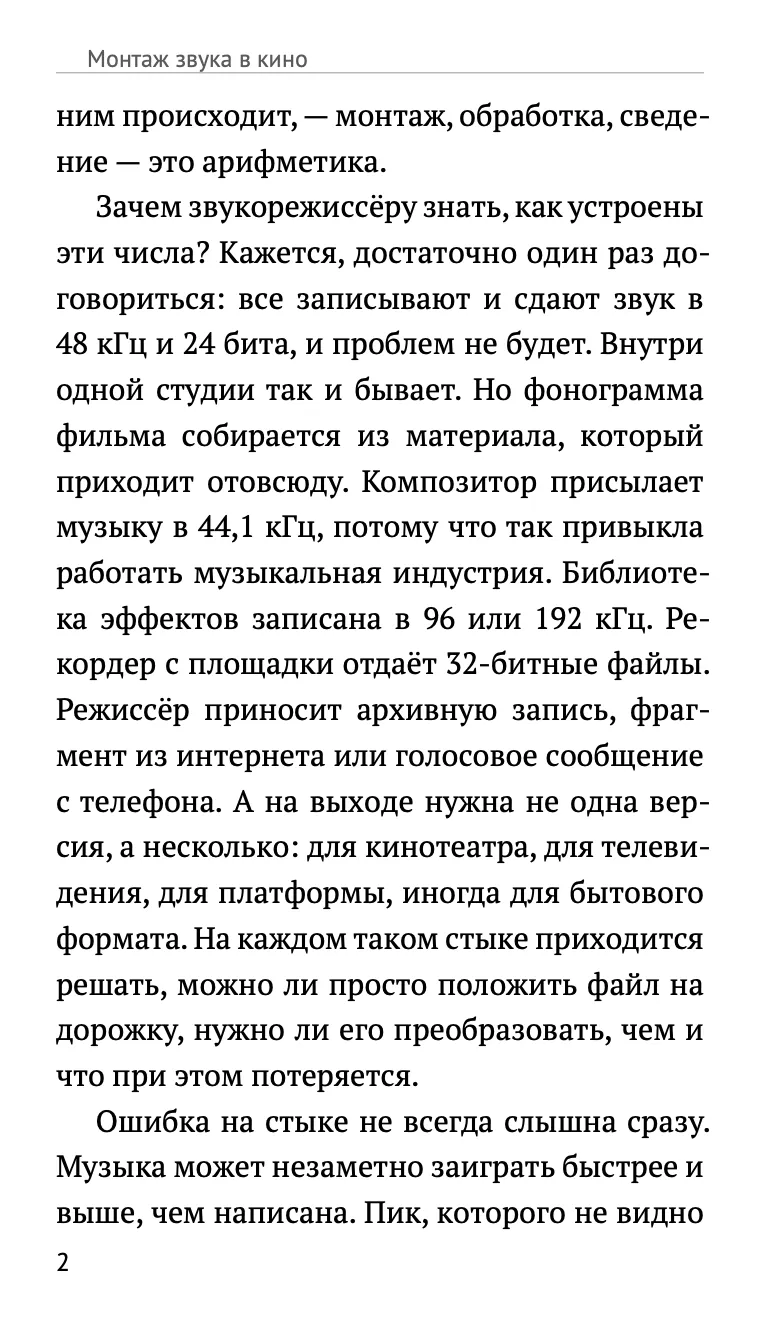 Монтаж звука в кино
ним происходит, — монтаж, обработка, сведе-
ние — это арифметика.
Зачем звукорежиссёру знать, как устроены
эти числа? Кажется, достаточно один раз до-
говориться: все записывают и сдают звук в
48 кГц и 24 бита, и проблем не будет. Внутри
одной студии так и бывает. Но фонограмма
фильма собирается из материала, который
приходит отовсюду. Композитор присылает
музыку в 44,1 кГц, потому что так привыкла
работать музыкальная индустрия. Библиоте-
ка эффектов записана в 96 или 192 кГц. Ре-
кордер с площадки отдаёт 32-битные файлы.
Режиссёр приносит архивную запись, фраг-
мент из интернета или голосовое сообщение
с телефона. А на выходе нужна не одна вер-
сия, а несколько: для кинотеатра, для телеви-
дения, для платформы, иногда для бытового
формата. На каждом таком стыке приходится
решать, можно ли просто положить файл на
дорожку, нужно ли его преобразовать, чем и
что при этом потеряется.
Ошибка на стыке не всегда слышна сразу.
Музыка может незаметно заиграть быстрее и
выше, чем написана. Пик, которого не видно
2